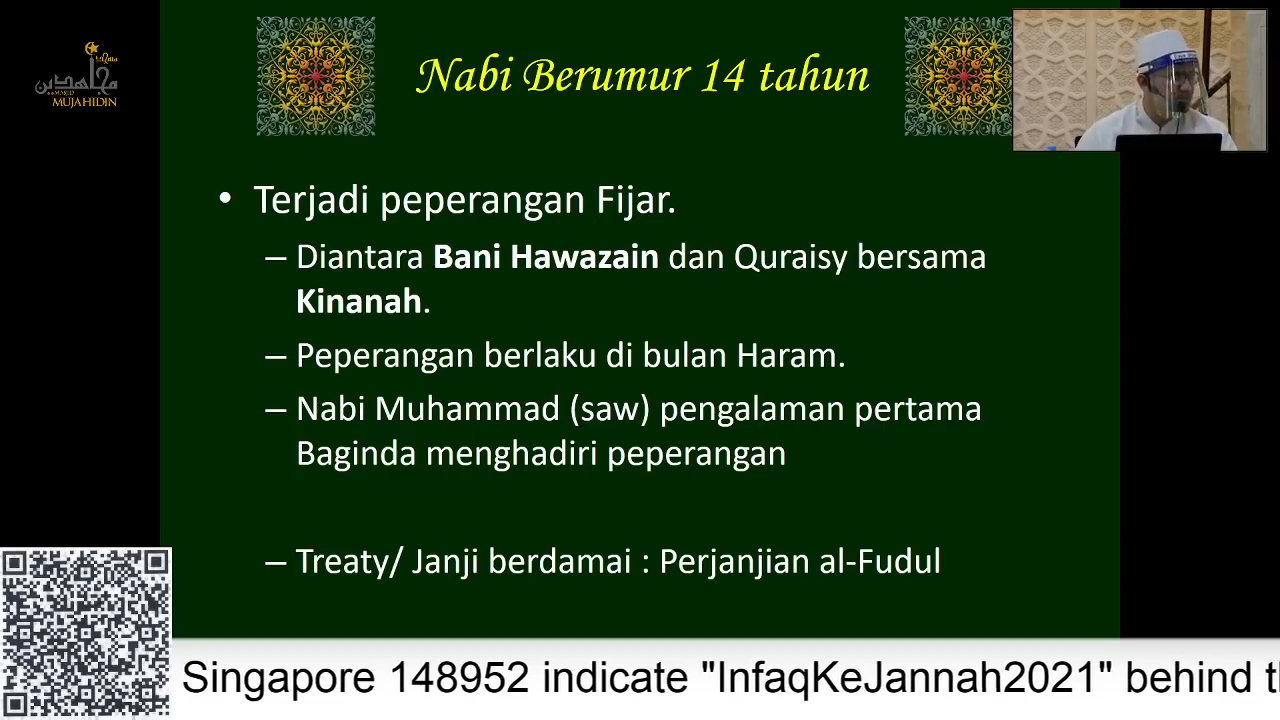 مجاهدين
MASJID
MUJAHIDIN
Nabi Berumur 14 tahun
• Terjadi peperangan Fijar.
– Diantara Bani Hawazain dan Quraisy bersama
Kinanah.
– Peperangan berlaku di bulan Haram.
– Nabi Muhammad (saw) pengalaman pertama
Baginda menghadiri peperangan
– Treaty/ Janji berdamai : Perjanjian al-Fudul
Singapore 148952 indicate "InfaqKeJannah2021" behind